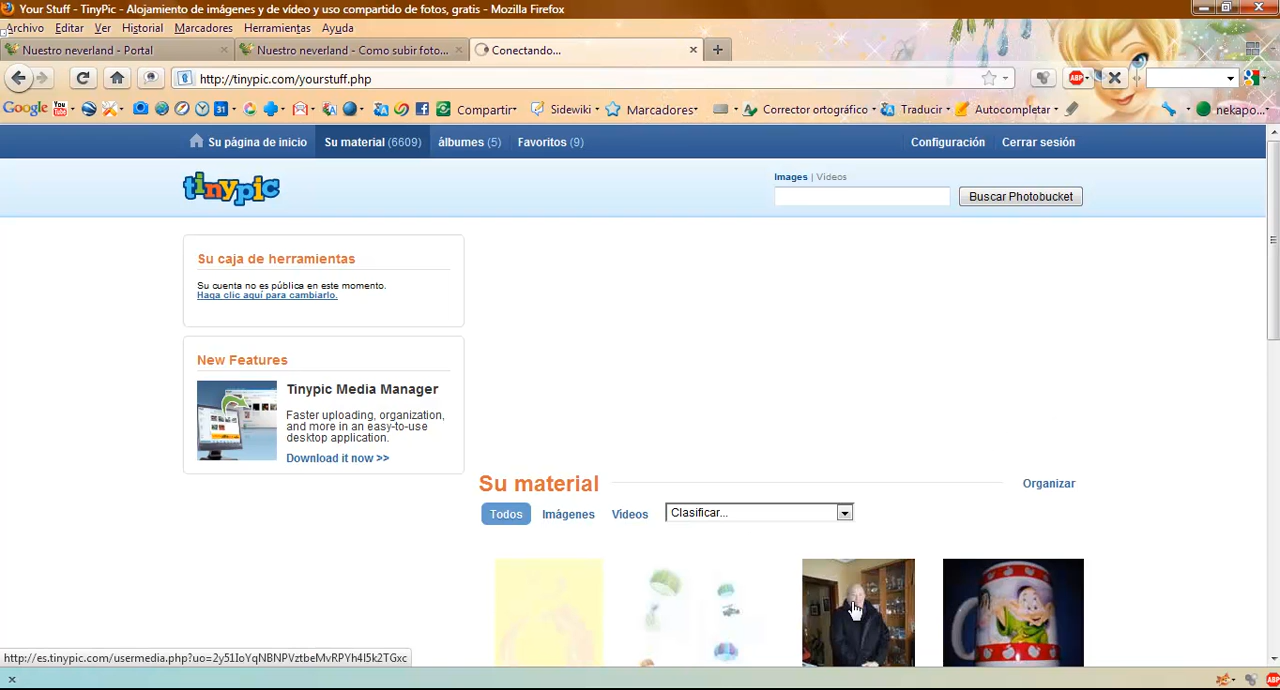 Your Stuff - TinyPic - Alojamiento de imágenes y de vídeo y uso compartido de fotos, gratis - Mozilla Firefox
Archivo Editar Ver Historial Marcadores Herramientas Ayuda
Nuestro neverland - Portal
Nuestro neverland - Como subir foto...
Conectando...
http://tinypic.com/yourstuff.php
Google
Compartir
Sidewiki
Marcadores
Corrector ortográfico
Traducir
Autocompletar
nekapo...
Su página de inicio
Su material (6609)
álbumes (5)
Favoritos (9)
Configuración
Cerrar sesión
tinypic
Images | Vídeos
Buscar Photobucket
Su caja de herramientas
Su cuenta no es pública en este momento.
Haga clic aquí para cambiarlo.
New Features
Tinypic Media Manager
Faster uploading, organization,
and more in an easy-to-use
desktop application.
Download it now >>
Su material
Organizar
Todos
Imágenes
Vídeos
Clasificar...
http://es.tinypic.com/usermedia.php?uo=2y51IoYqNBNPVztbeMvRPYh4l5k2TGxc